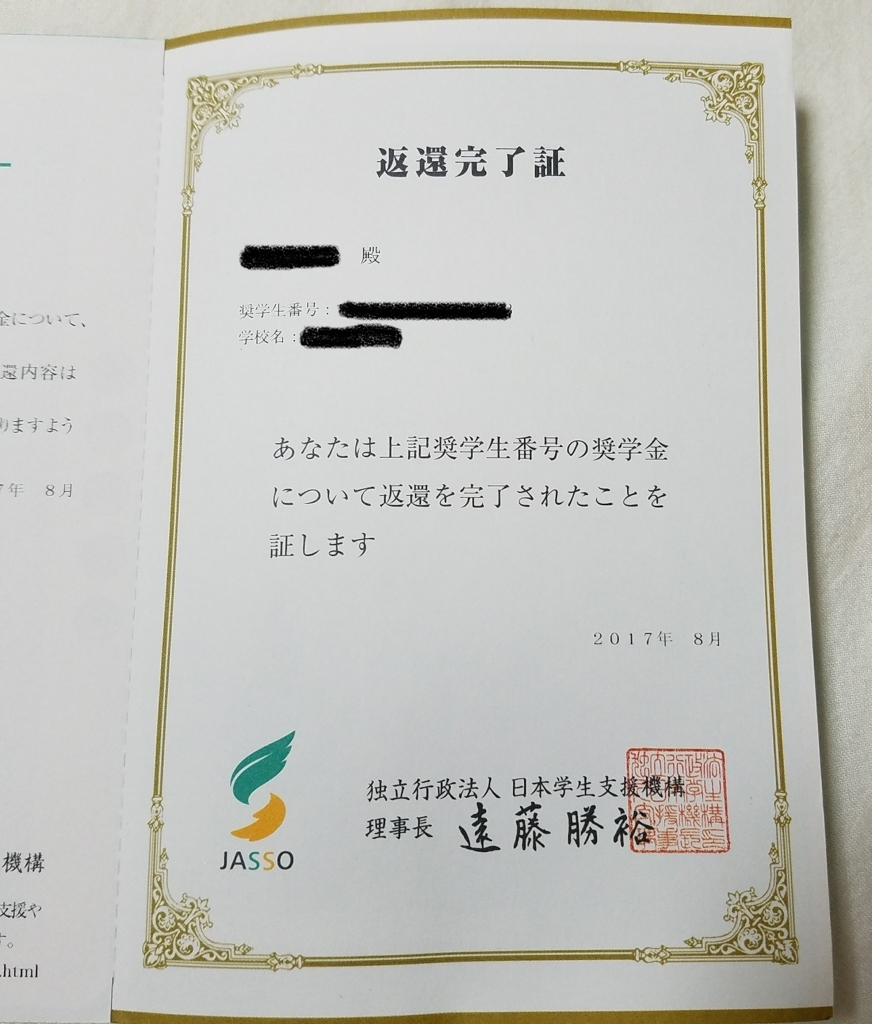 金について、
還内容は
りますよう
年 8月
機構
支援や
す。
.html
返還完了証
殿
奨学生番号：
学校名：
あなたは上記奨学生番号の奨学金
について返還を完了されたことを
証します
2017年 8月
JASSO
独立行政法人 日本学生支援機構
理事長 遠藤勝裕